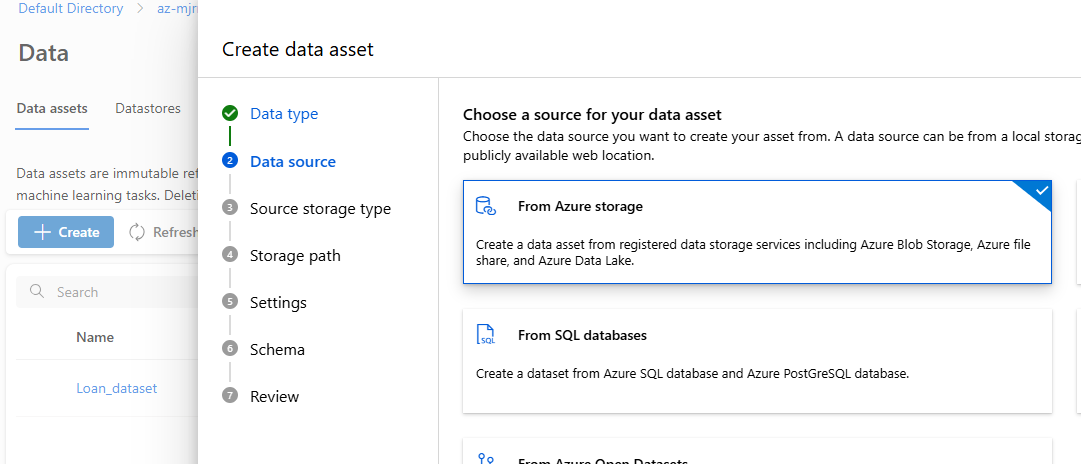 Default Directory > az-mjr
Data
Data assets
Datastores
Data assets are immutable ref
machine learning tasks. Deleti
Create
Refresh
Search
Name
Loan_dataset
Create data asset
Data type
2 Data source
3 Source storage type
4 Storage path
5 Settings
6 Schema
7 Review
Choose a source for your data asset
Choose the data source you want to create your asset from. A data source can be from a local storag
publicly available web location.
From Azure storage
Create a data asset from registered data storage services including Azure Blob Storage, Azure file
share, and Azure Data Lake.
SQL
From SQL databases
Create a dataset from Azure SQL database and Azure PostGreSQL database.
From Azure Open Datasets